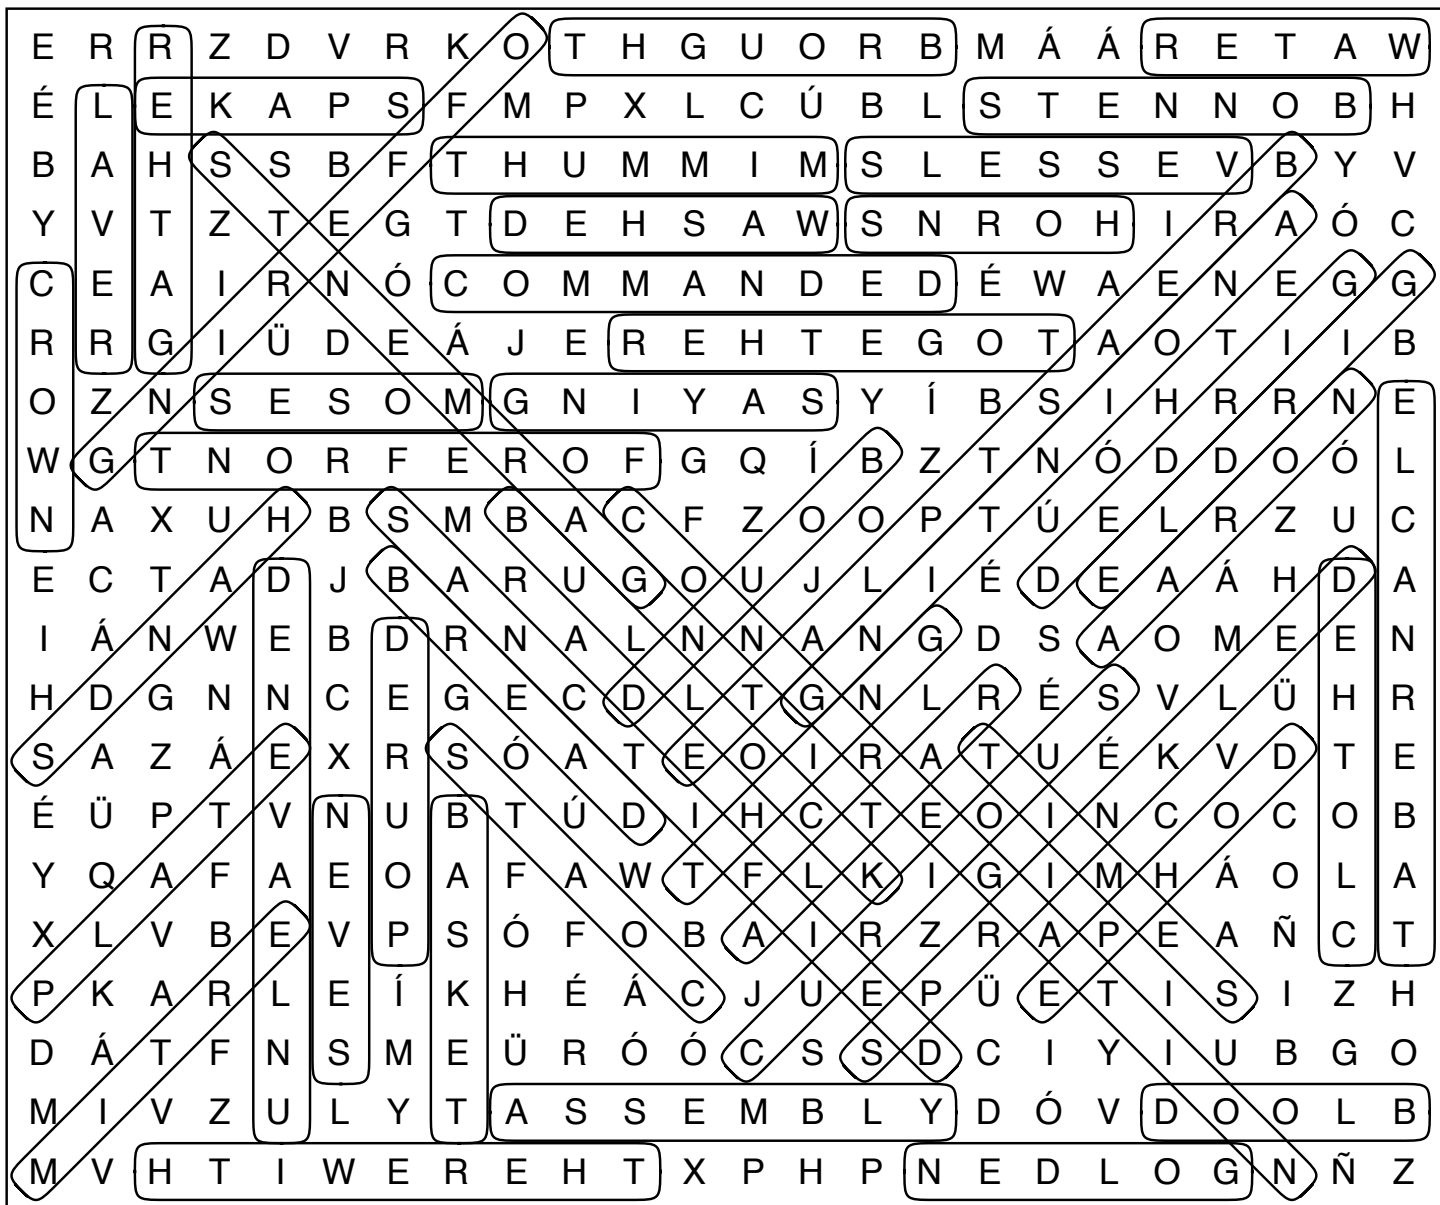 E R R Z D V R K O T H G U O R B M Á Á R E T A W
É L E K A P S F M P X L C Ú B L S T E N N O B H
B A H S S B F T H U M M I M S L E S S E V B Y V
Y V T Z T E G T D E H S A W S N R O H I R A Ó C
C E A I R N Ó C O M M A N D E D É W A E N E G G
R R G I Ü D E Á J E R E H T E G O T A O T I I B
O Z N S E S O M G N I Y A S Y Í B S I H R R N E
W G T N O R F E R O F G Q Í B Z T N Ó D D O Ó L
N A X U H B S M B A C F Z O O P T Ú E L R Z U C
E C T A D J B A R U G O U J L I É D E A Á H D A
I Á N W E B D R N A L N N A N G D S A O M E E N
H D G N N C E G E C D L T G N L R É S V L Ü H R
S A Z Á E X R S Ó A T E O I R A T U É K V D T E
É Ü P T V N U B T Ú D I H C T E O I N C O C O B
Y Q A F A E O A F A W T F L K I G I M H Á O L A
X L V B E V P S Ó F O B A I R Z R A P E A Ñ C T
P K A R L E Í K H É Á C J U E P Ü E T I S I Z H
D Á T F N S M E Ü R Ó Ó C S S D C I Y I U B G O
M I V Z U L Y T A S S E M B L Y D Ó V D O O L B
M V H T I W E R E H T X P H P N E D L O G N Ñ Z